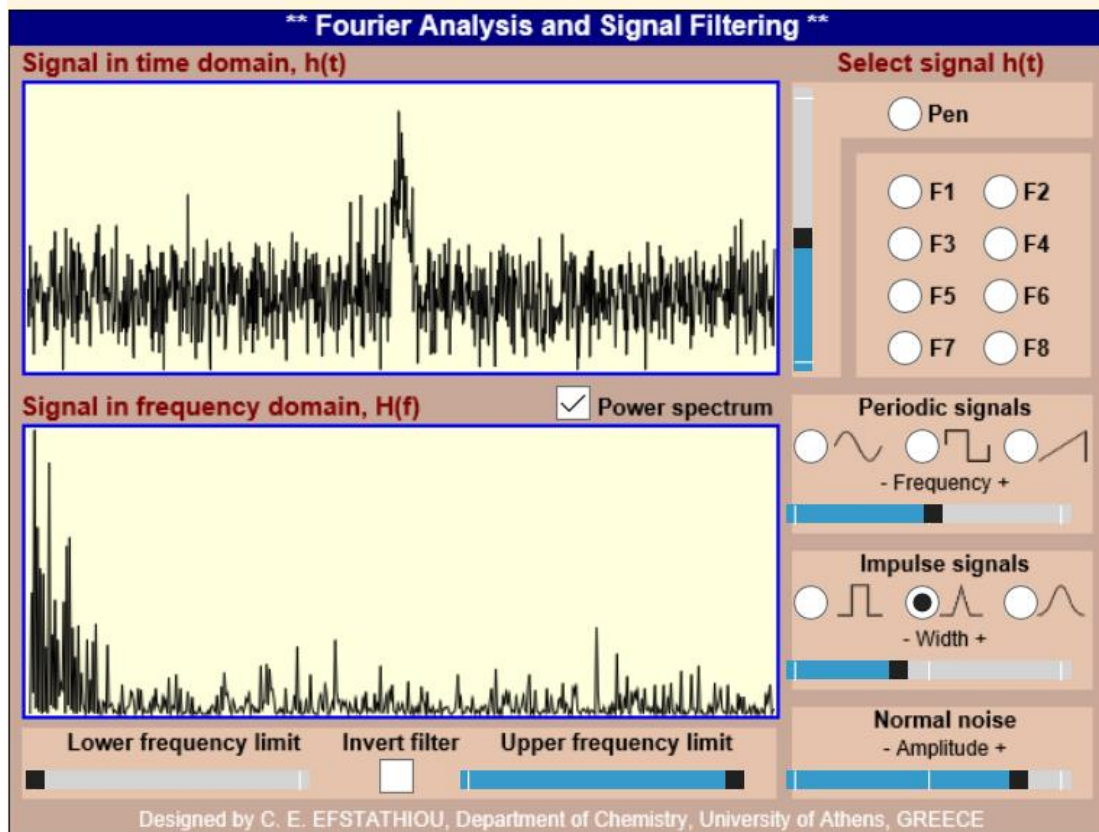 ** Fourier Analysis and Signal Filtering **
Signal in time domain, h(t)
Select signal h(t)
Pen
F1 F2
F3 F4
F5 F6
F7 F8
Signal in frequency domain, H(f)
Power spectrum
Periodic signals
- Frequency +
Impulse signals
- Width +
Normal noise
- Amplitude +
Lower frequency limit
Invert filter
Upper frequency limit
Designed by C. E. EFSTATHIOU, Department of Chemistry, University of Athens, GREECE